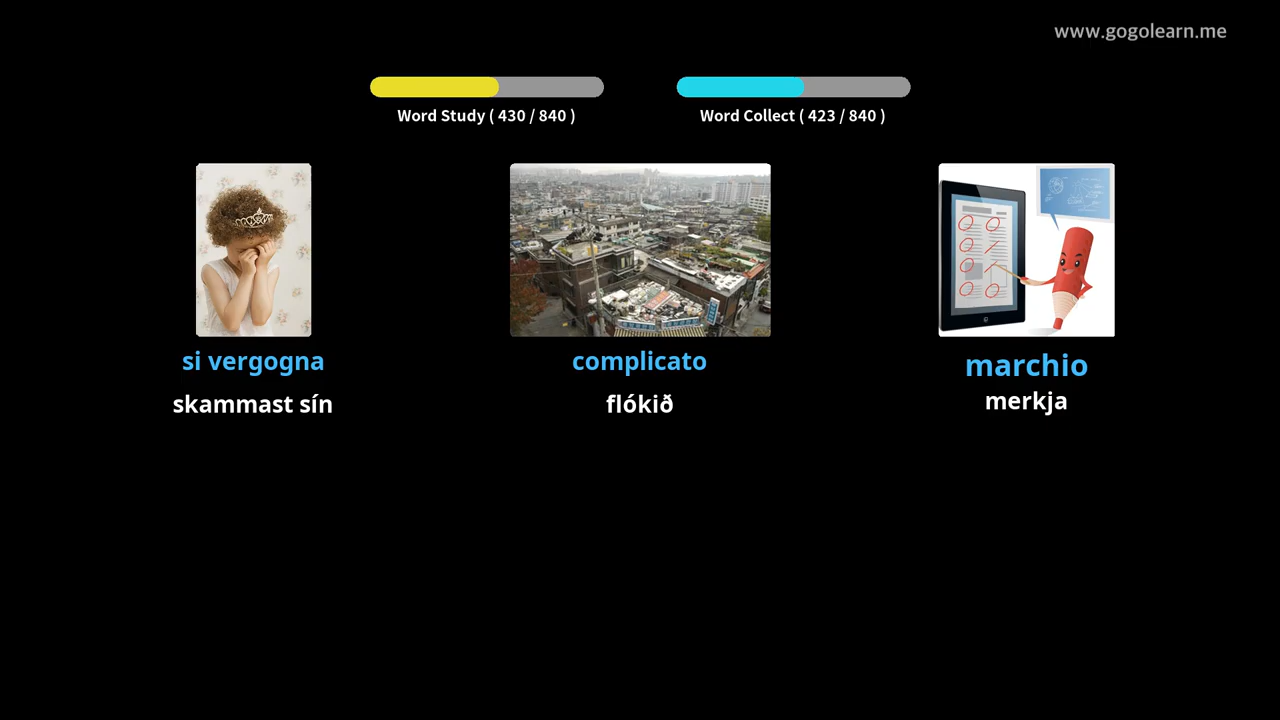 www.gogolearn.me
Word Study ( 430 / 840 )
Word Collect ( 423 / 840 )
si vergogna
complicato
marchio
skammast sín
flókið
merkja